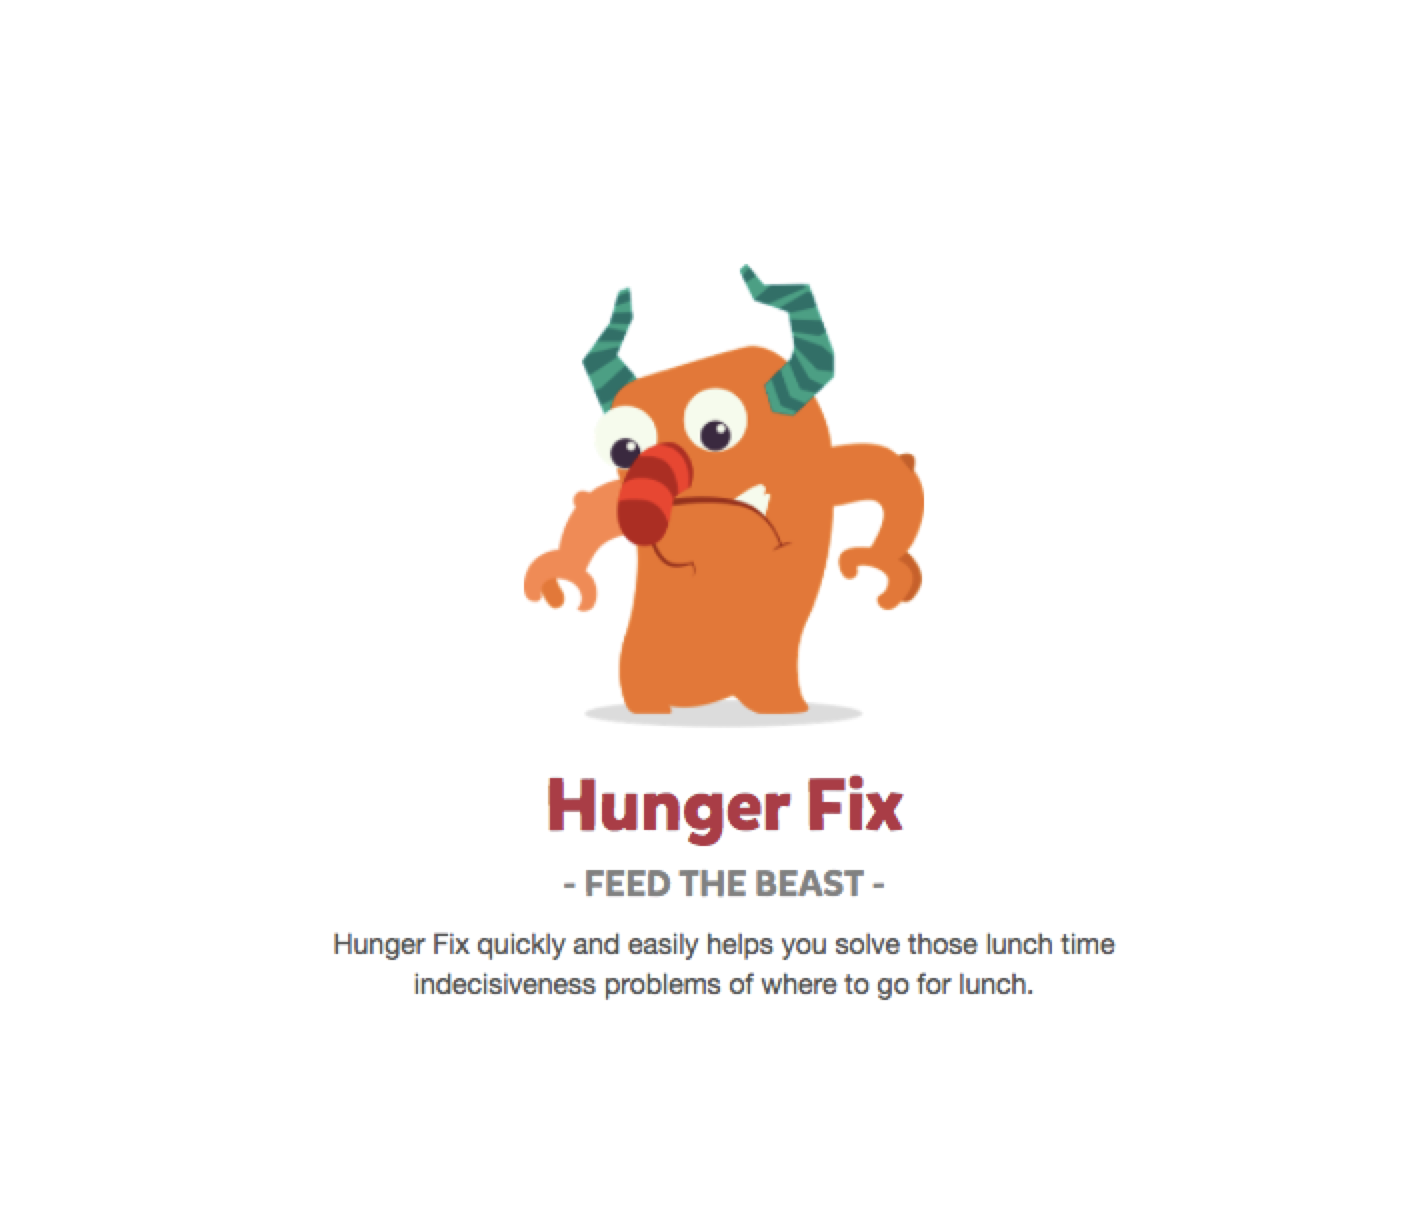 Hunger Fix
- FEED THE BEAST -
Hunger Fix quickly and easily helps you solve those lunch time
indecisiveness problems of where to go for lunch.